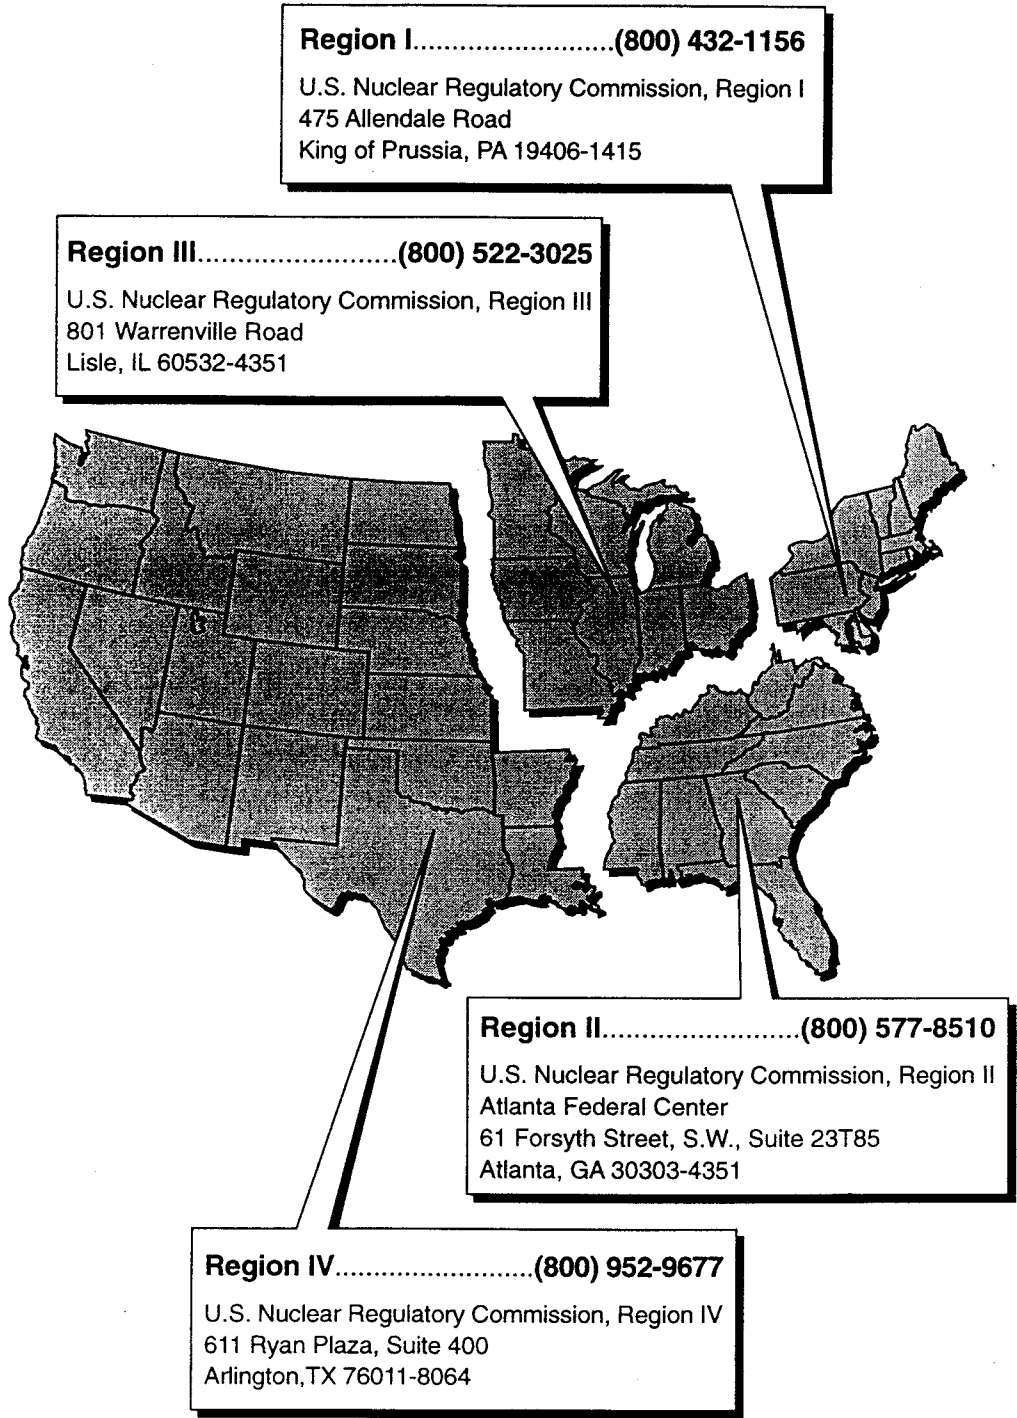 Region I.........................(800) 432-1156
U.S. Nuclear Regulatory Commission, Region I
475 Allendale Road
King of Prussia, PA 19406-1415
Region III.........................(800) 522-3025
U.S. Nuclear Regulatory Commission, Region III
801 Warrenville Road
Lisle, IL 60532-4351
Region II.........................(800) 577-8510
U.S. Nuclear Regulatory Commission, Region II
Atlanta Federal Center
61 Forsyth Street, S.W., Suite 23T85
Atlanta, GA 30303-4351
Region IV.........................(800) 952-9677
U.S. Nuclear Regulatory Commission, Region IV
611 Ryan Plaza, Suite 400
Arlington,TX 76011-8064